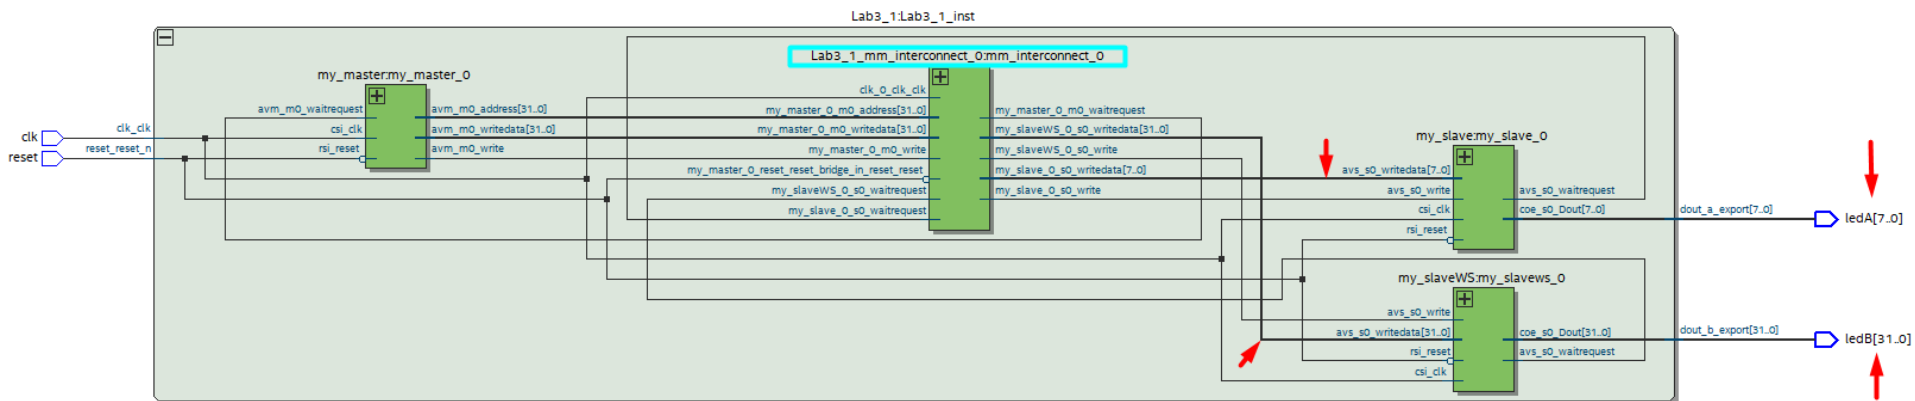 Lab3_1:Lab3_1_inst
my_master:my_master_0
avm_m0_waitrequest
csi_clk
rsi_reset
avm_m0_address[31..0]
avm_m0_writedata[31..0]
avm_m0_write
clk
reset
clk_clk
reset_reset_n
Lab3_1_mm_interconnect_0:mm_interconnect_0
clk_0_clk_clk
my_master_0_m0_address[31..0]
my_master_0_m0_writedata[31..0]
my_master_0_m0_write
my_master_0_reset_reset_bridge_in_reset_reset
my_slaveWS_0_s0_waitrequest
my_slave_0_s0_waitrequest
my_master_0_m0_waitrequest
my_slaveWS_0_s0_writedata[31..0]
my_slaveWS_0_s0_write
my_slave_0_s0_writedata[7..0]
my_slave_0_s0_write
my_slave:my_slave_0
avs_s0_writedata[7..0]
avs_s0_write
csi_clk
rsi_reset
avs_s0_waitrequest
coe_s0_Dout[7..0]
dout_a_export[7..0]
ledA[7..0]
my_slaveWS:my_slavews_0
avs_s0_write
avs_s0_writedata[31..0]
rsi_reset
csi_clk
coe_s0_Dout[31..0]
avs_s0_waitrequest
dout_b_export[31..0]
ledB[31..0]